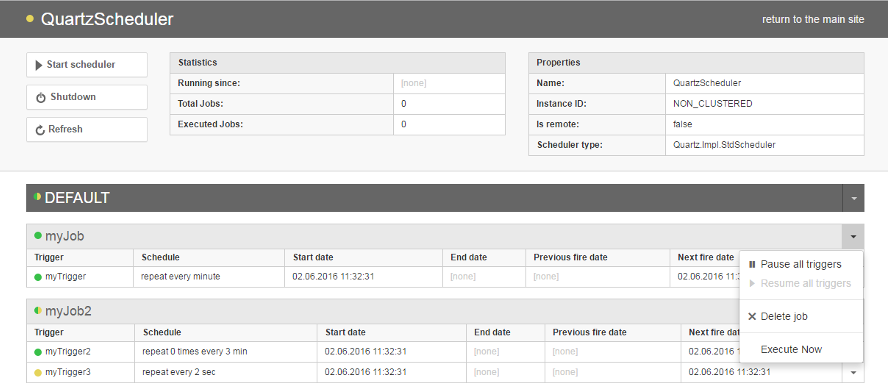 QuartzScheduler
return to the main site
Start scheduler
Shutdown
Refresh
Statistics
Running since: [none]
Total Jobs: 0
Executed Jobs: 0
Properties
Name: QuartzScheduler
Instance ID: NON_CLUSTERED
Is remote: false
Scheduler type: Quartz.Impl.StdScheduler
DEFAULT
myJob
Trigger Schedule Start date End date Previous fire date Next fire date
myTrigger repeat every minute 02.06.2016 11:32:31 [none] [none] 02.06.2016 11:3
Pause all triggers
Resume all triggers
Delete job
Execute Now
myJob2
Trigger Schedule Start date End date Previous fire date Next fire da
myTrigger2 repeat 0 times every 3 min 02.06.2016 11:32:31 [none] [none] 02.06.2016 11:32:31
myTrigger3 repeat every 2 sec 02.06.2016 11:32:31 [none] [none] 02.06.2016 11:32:31